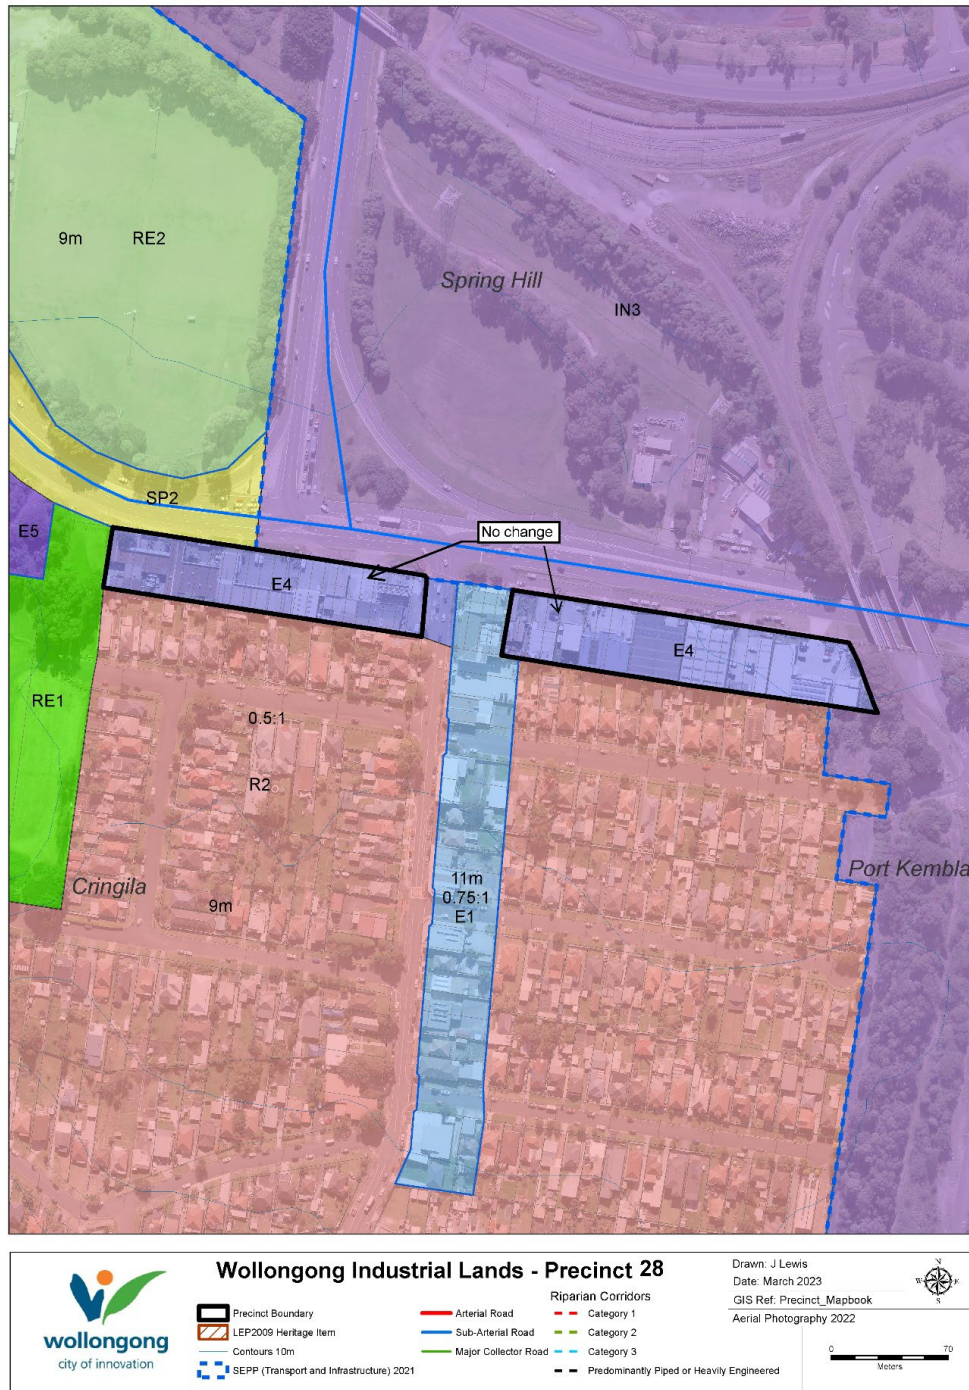 9m
RE2
Spring Hill
IN3
SP2
E5
No change
E4
E4
RE1
0.5:1
R2
Cringila
9m
11m
0.75:1
E1
Port Kembla
wollongong
city of innovation
Wollongong Industrial Lands - Precinct 28
Precinct Boundary
LEP2009 Heritage Item
Contours 10m
SEPP (Transport and Infrastructure) 2021
Arterial Road
Sub-Arterial Road
Major Collector Road
Riparian Corridors
Category 1
Category 2
Category 3
Predominantly Piped or Heavily Engineered
Drawn: J Lewis
Date: March 2023
GIS Ref: Precinct_Mapbook
Aerial Photography 2022
N
W
E
S
0 70
Meters